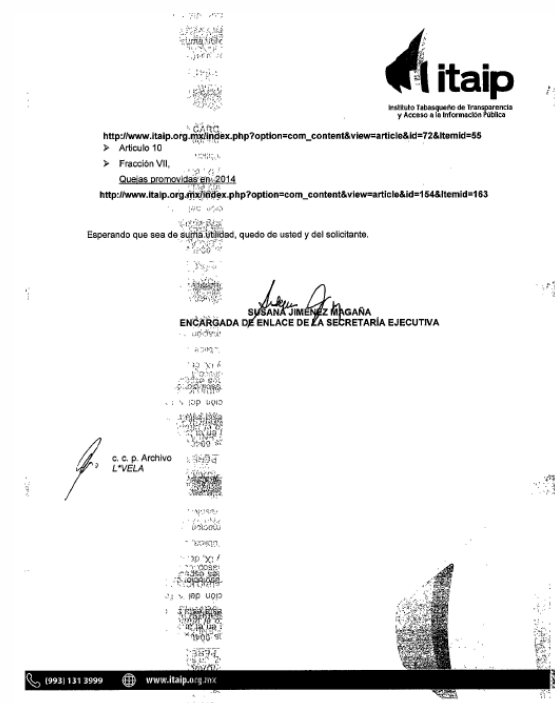 itaip
Instituto Tabasqueño de Transparencia
y Acceso a la Información Pública
http://www.itaip.org.mx/index.php?option=com_content&view=article&id=72&Itemid=55
➤ Artículo 10
➤ Fracción VII,
Quejas promovidas en 2014
http://www.itaip.org.mx/index.php?option=com_content&view=article&id=154&Itemid=163
Esperando que sea de suma utilidad, quedo de usted y del solicitante.
SUSANA JIMÉNEZ MAGAÑA
ENCARGADA DE ENLACE DE LA SECRETARÍA EJECUTIVA
c. c. p. Archivo
L*VELA
(993) 131 3999 www.itaip.org.mx